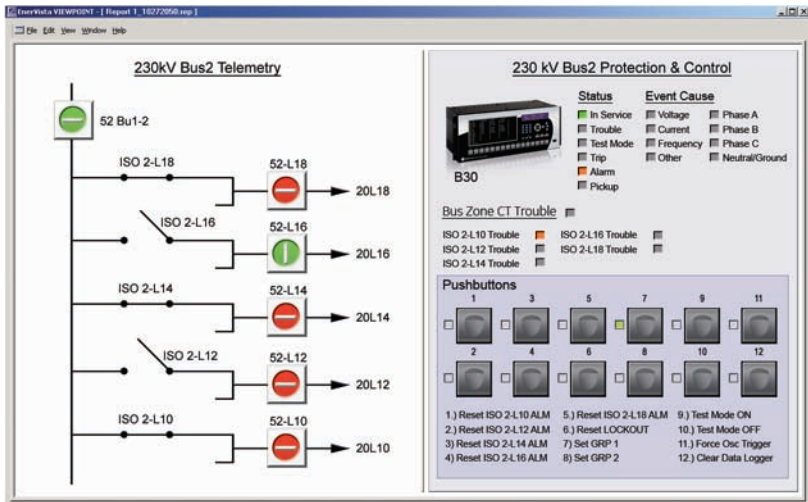 EnerVista VIEWPOINT - [ Report 1_10272050.rep ]
File Edit View Window Help
230kV Bus2 Telemetry
52 Bu1-2
ISO 2-L18
52-L18
20L18
ISO 2-L16
52-L16
20L16
ISO 2-L14
52-L14
20L14
ISO 2-L12
52-L12
20L12
ISO 2-L10
52-L10
20L10
230 kV Bus2 Protection & Control
B30
Status
In Service
Trouble
Test Mode
Trip
Alarm
Pickup
Event Cause
Voltage Phase A
Current Phase B
Frequency Phase C
Other Neutral/Ground
Bus Zone CT Trouble
ISO 2-L10 Trouble ISO 2-L16 Trouble
ISO 2-L12 Trouble ISO 2-L18 Trouble
ISO 2-L14 Trouble
Pushbuttons
1 3 5 7 9 11
2 4 6 8 10 12
1.) Reset ISO 2-L10 ALM 5.) Reset ISO 2-L18 ALM 9.) Test Mode ON
2.) Reset ISO 2-L12 ALM 6.) Reset LOCKOUT 10.) Test Mode OFF
3) Reset ISO 2-L14 ALM 7) Set GRP 1 11.) Force Osc Trigger
4) Reset ISO 2-L16 ALM 8) Set GRP 2 12.) Clear Data Logger